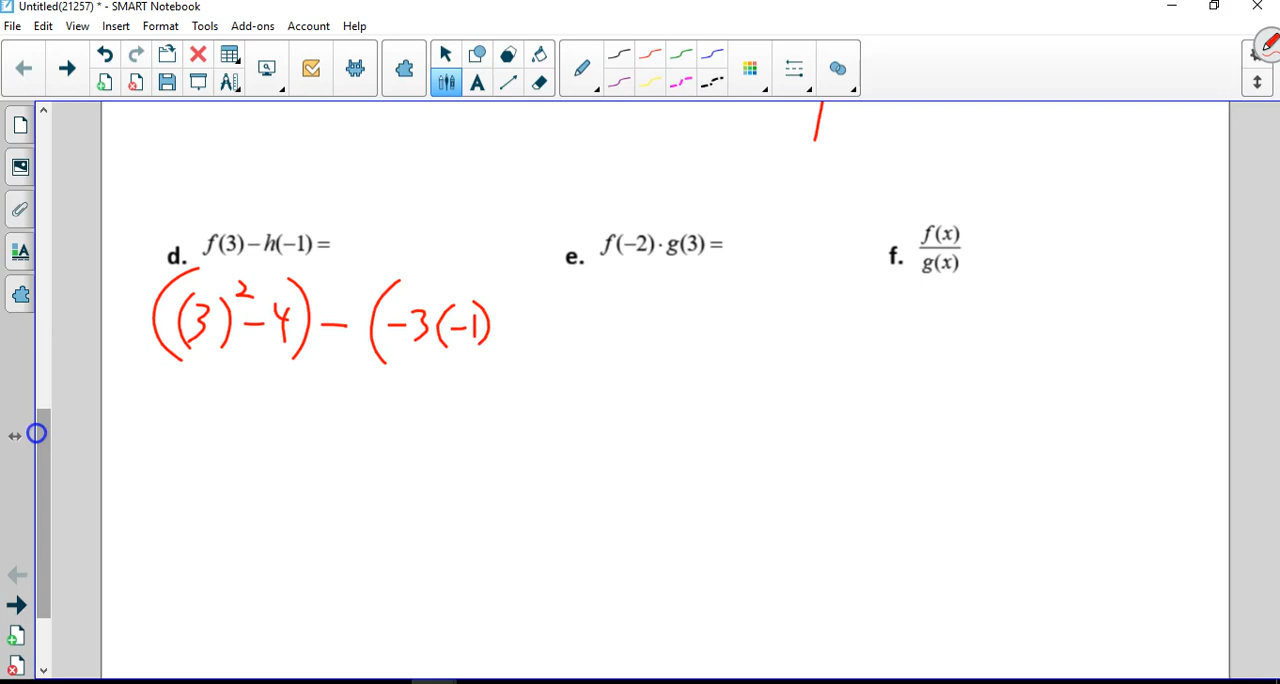 Untitled(21257) * - SMART Notebook
File Edit View Insert Format Tools Add-ons Account Help
d. f(3)−h(−1)=
e. f(−2)·g(3)=
f. f(x)/g(x)
((3)²−4)−(−3(−1)